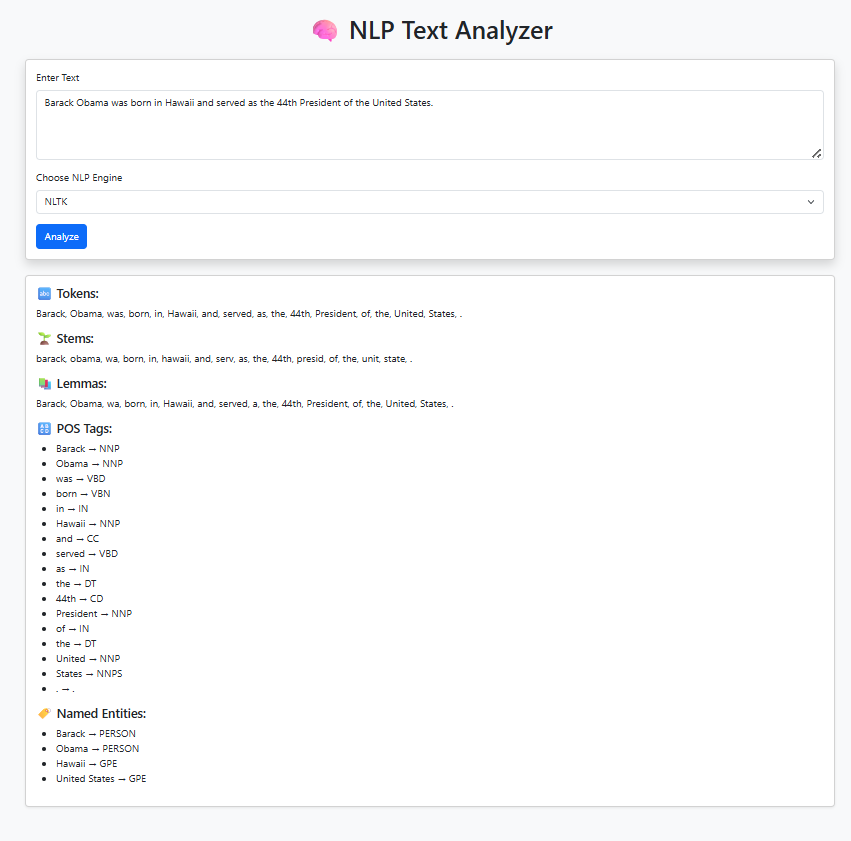 NLP Text Analyzer
Enter Text
Barack Obama was born in Hawaii and served as the 44th President of the United States.
Choose NLP Engine
NLTK
Analyze
Tokens:
Barack, Obama, was, born, in, Hawaii, and, served, as, the, 44th, President, of, the, United, States, .
Stems:
barack, obama, wa, born, in, hawaii, and, serv, as, the, 44th, presid, of, the, unit, state, .
Lemmas:
Barack, Obama, wa, born, in, Hawaii, and, served, a, the, 44th, President, of, the, United, States, .
POS Tags:
Barack → NNP
Obama → NNP
was → VBD
born → VBN
in → IN
Hawaii → NNP
and → CC
served → VBD
as → IN
the → DT
44th → CD
President → NNP
of → IN
the → DT
United → NNP
States → NNPS
. → .
Named Entities:
Barack → PERSON
Obama → PERSON
Hawaii → GPE
United States → GPE